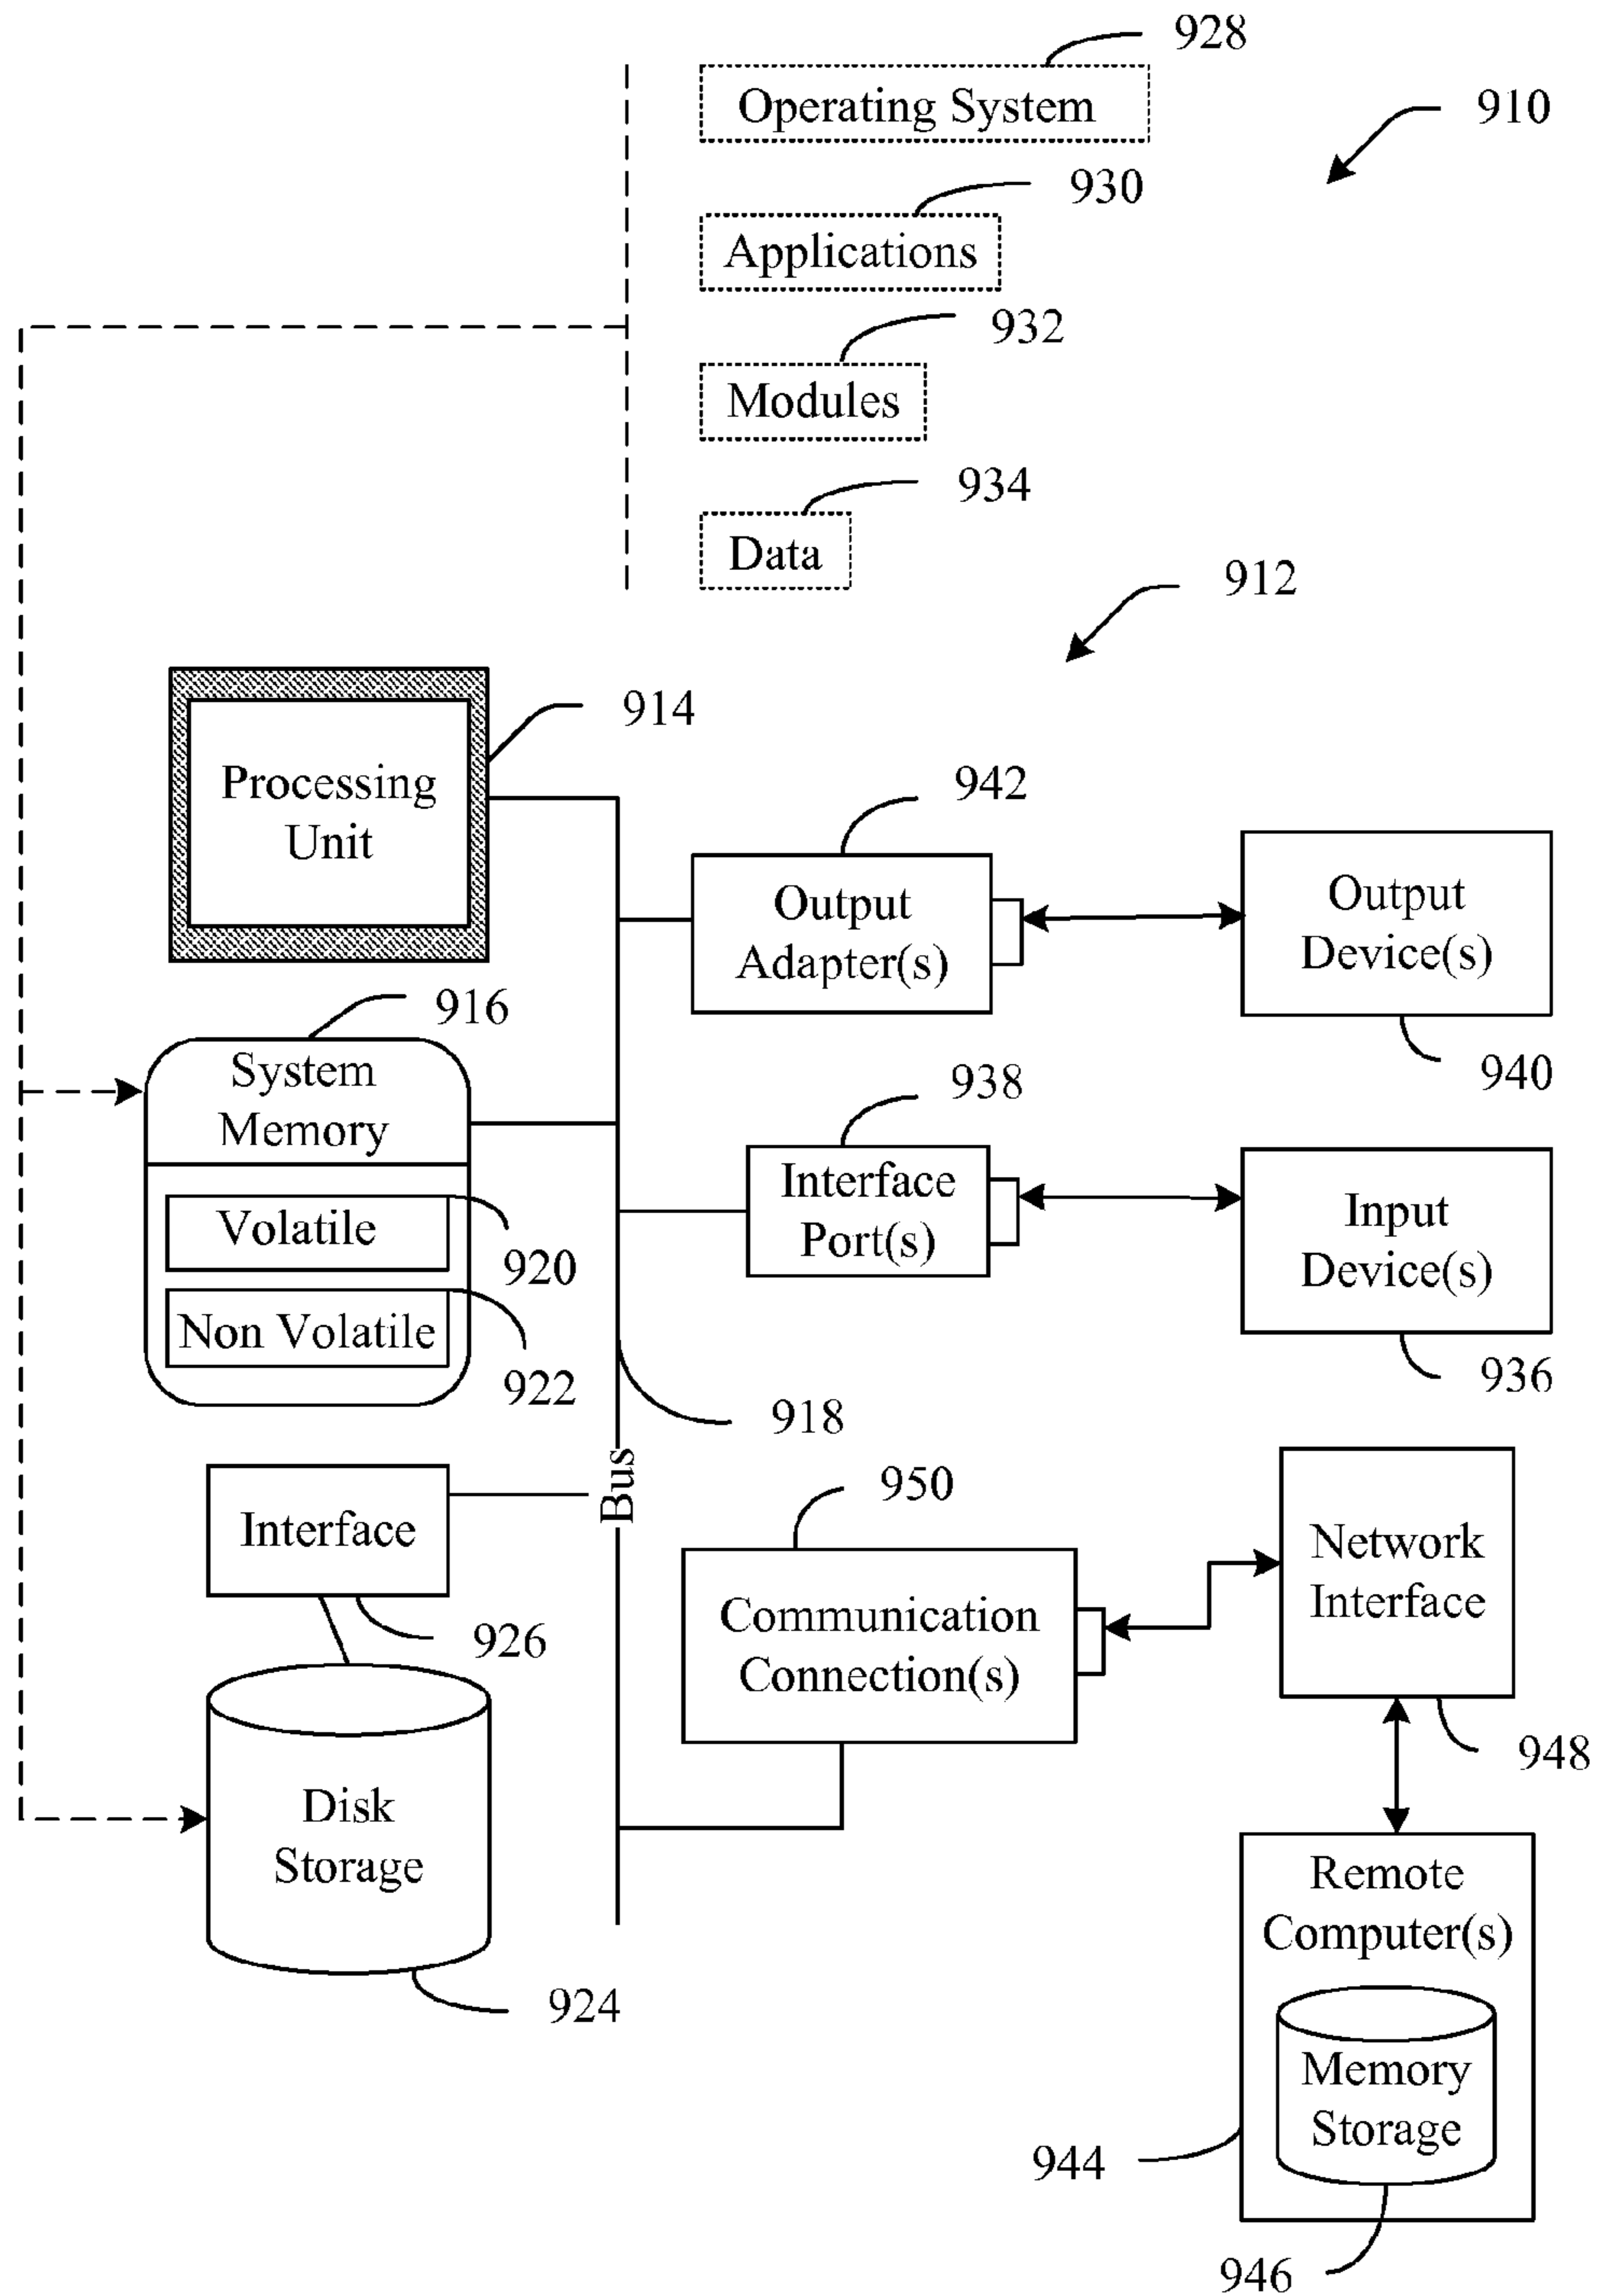 928
Operating System
910
930
Applications
932
Modules
934
Data
912
914
Processing
Unit
942
Output
Adapter(s)
Output
Device(s)
940
916
System
Memory
938
Interface
Port(s)
Input
Device(s)
936
Volatile
920
Non Volatile
922
918
Bus
950
Interface
926
Communication
Connection(s)
Network
Interface
948
Disk
Storage
924
Remote
Computer(s)
Memory
Storage
944
946